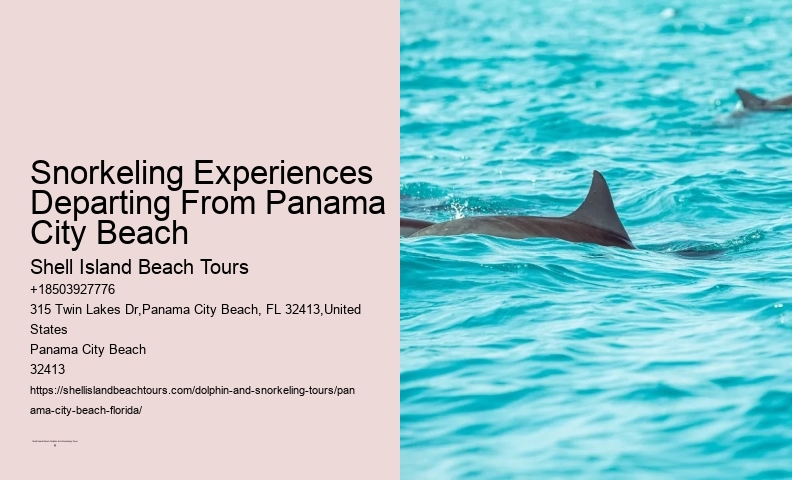 Snorkeling Experiences
Departing From Panama
City Beach
Shell Island Beach Tours
+18503927776
315 Twin Lakes Dr,Panama City Beach, FL 32413,United
States
Panama City Beach
32413
https://shellislandbeachtours.com/dolphin-and-snorkeling-tours/pan
ama-city-beach-florida/